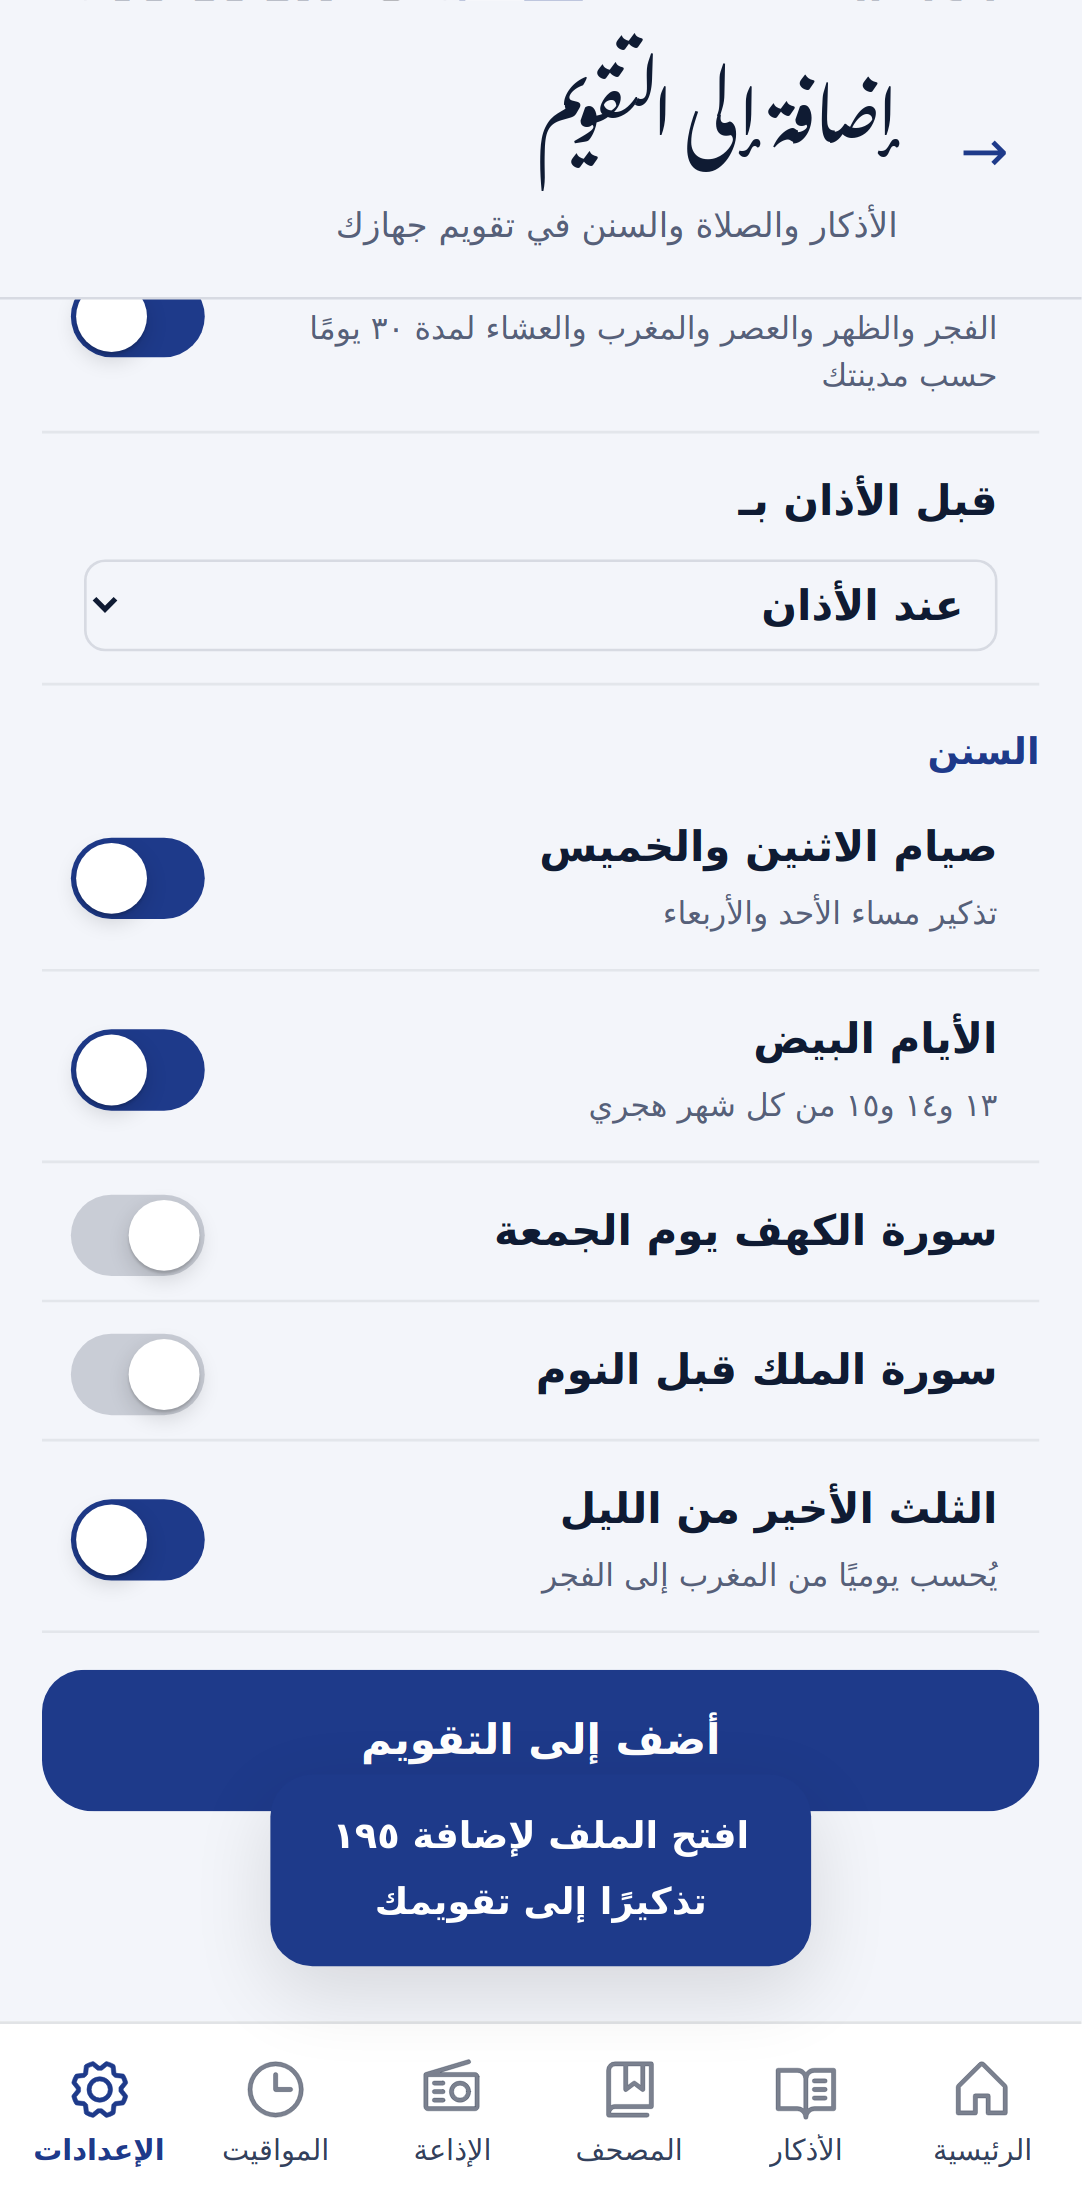 إضافة إلى التقويم
الأذكار والصلاة والسنن في تقويم جهازك
الفجر والظهر والعصر والمغرب والعشاء لمدة ٣٠ يومًا
حسب مدينتك
قبل الأذان بـ
عند الأذان
السنن
صيام الاثنين والخميس
تذكير مساء الأحد والأربعاء
الأيام البيض
١٣ و١٤ و١٥ من كل شهر هجري
سورة الكهف يوم الجمعة
سورة الملك قبل النوم
الثلث الأخير من الليل
يُحسب يوميًا من المغرب إلى الفجر
أضف إلى التقويم
افتح الملف لإضافة ١٩٥
تذكيرًا إلى تقويمك
الرئيسية
الأذكار
المصحف
الإذاعة
المواقيت
الإعدادات